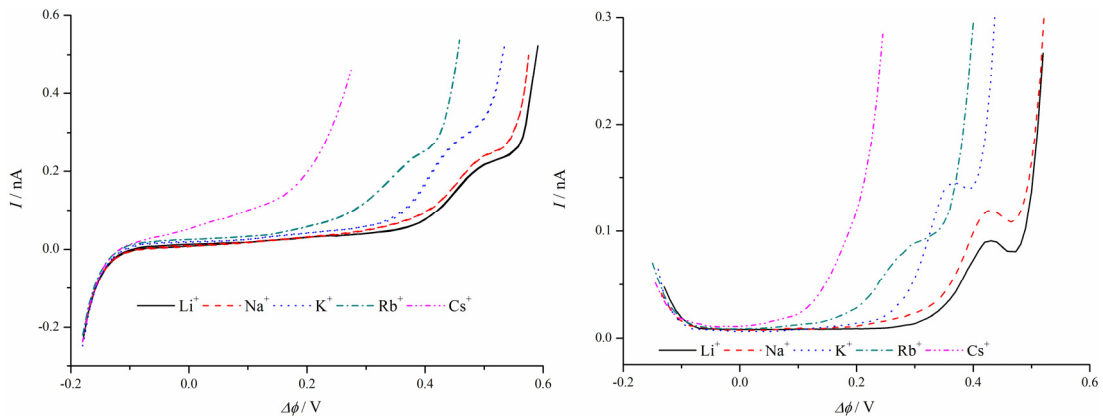 0.6
0.4
0.2
0.0
-0.2
I / nA
Li⁺ Na⁺ K⁺ Rb⁺ Cs⁺
-0.2 0.0 0.2 0.4 0.6
Δϕ / V
0.3
0.2
0.1
0.0
I / nA
Li⁺ Na⁺ K⁺ Rb⁺ Cs⁺
-0.2 0.0 0.2 0.4 0.6
Δϕ / V